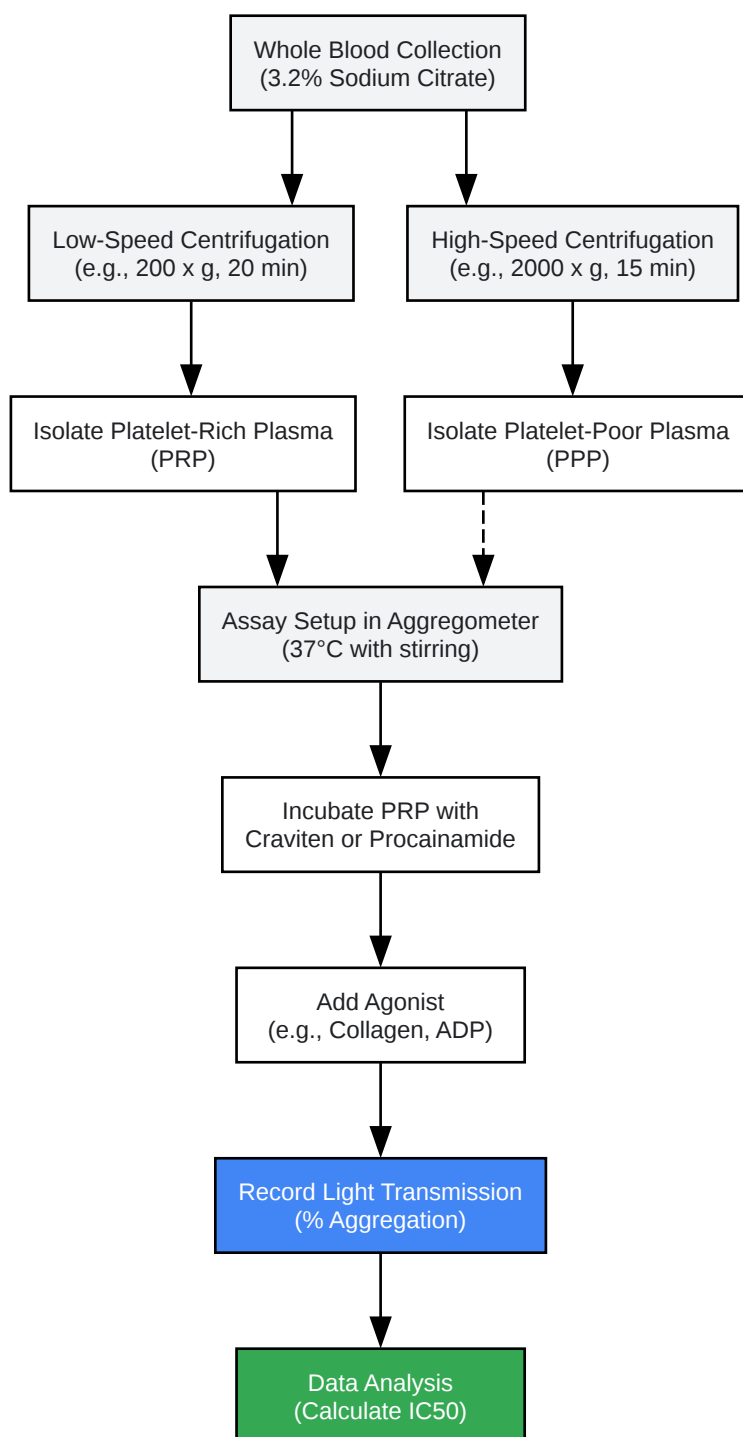 Whole Blood Collection
(3.2% Sodium Citrate)
Low-Speed Centrifugation
(e.g., 200 x g, 20 min)
High-Speed Centrifugation
(e.g., 2000 x g, 15 min)
Isolate Platelet-Rich Plasma
(PRP)
Isolate Platelet-Poor Plasma
(PPP)
Assay Setup in Aggregometer
(37°C with stirring)
Incubate PRP with
Craviten or Procainamide
Add Agonist
(e.g., Collagen, ADP)
Record Light Transmission
(% Aggregation)
Data Analysis
(Calculate IC50)